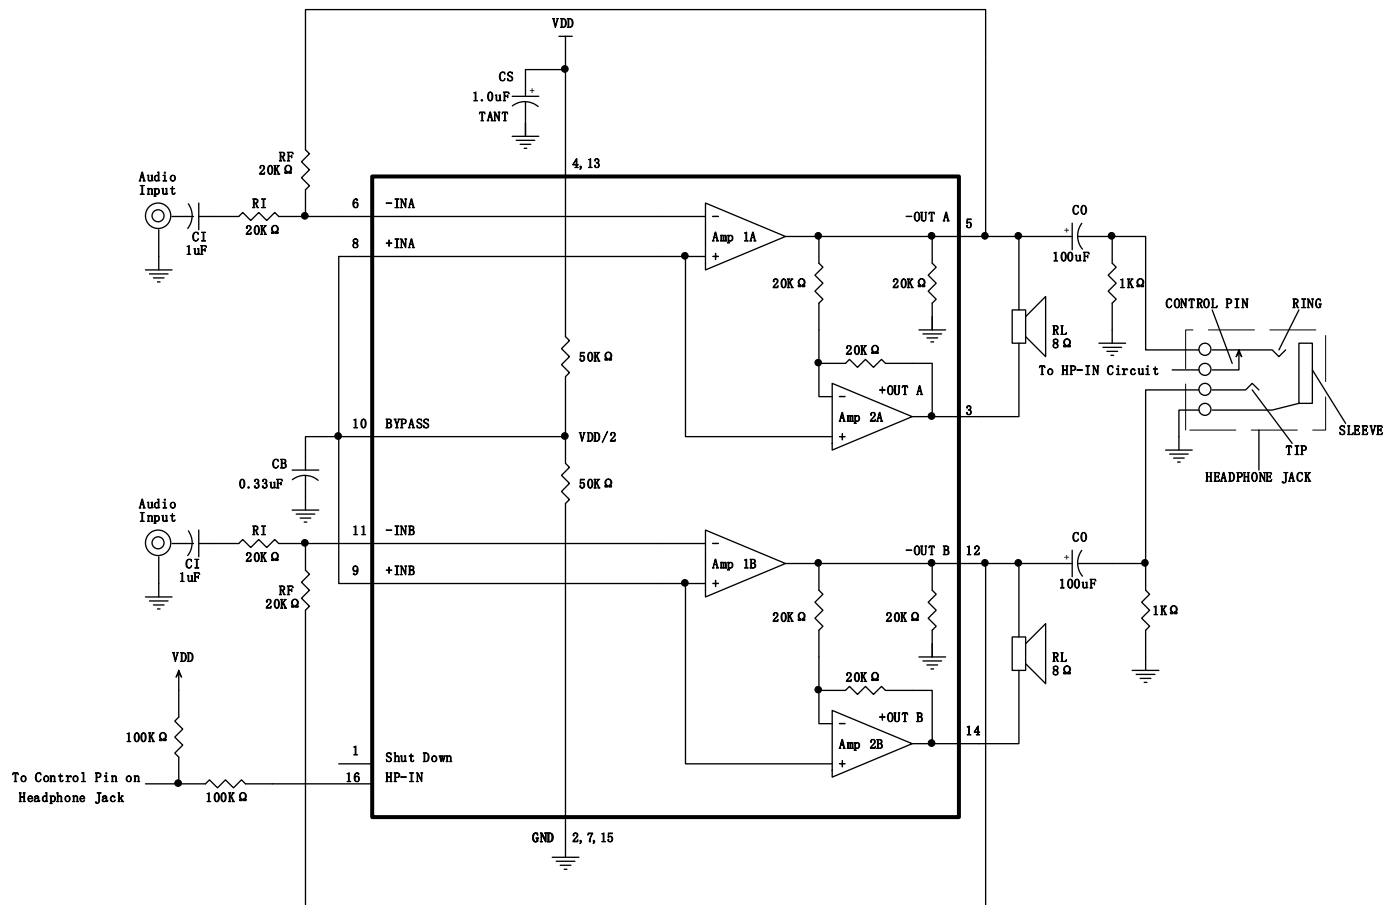 VDD
CS
1.0uF
TANT
+
4,13
RF
20KΩ
Audio
Input
RI
20KΩ
CI
1uF
6
-INA
8
+INA
-
Amp 1A
+
-OUT A
5
20KΩ
20KΩ
CO
+
100uF
1KΩ
CONTROL PIN
RING
RL
8Ω
To HP-IN Circuit
50KΩ
20KΩ
-
+OUT A
Amp 2A
+
3
SLEEVE
TIP
HEADPHONE JACK
10
BYPASS
VDD/2
CB
0.33uF
50KΩ
Audio
Input
RI
20KΩ
CI
1uF
RF
20KΩ
11
-INB
9
+INB
-
Amp 1B
+
-OUT B
12
20KΩ
20KΩ
CO
+
100uF
1KΩ
RL
8Ω
20KΩ
-
+OUT B
Amp 2B
+
14
VDD
100KΩ
To Control Pin on
Headphone Jack
100KΩ
1
Shut Down
16
HP-IN
GND
2,7,15